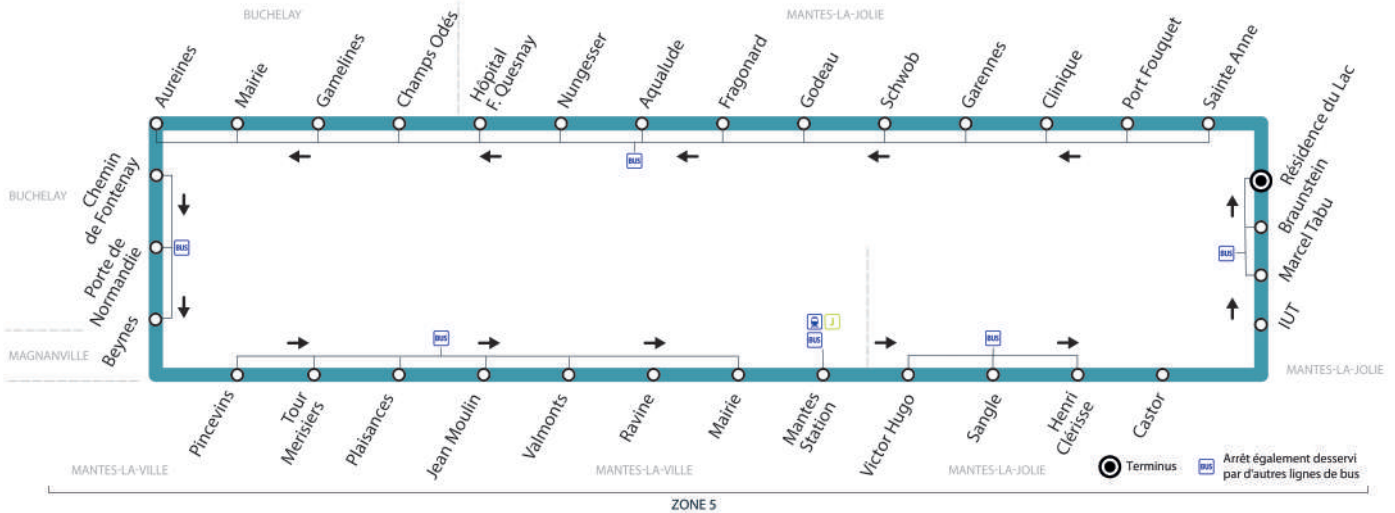 BUCHELAY
MANTES-LA-JOLIE
Aureines
Mairie
Gamelines
Champs Odés
Hôpital
F. Quesnay
Nungesser
Aqualude
Fragonard
Godeau
Schwob
Garennes
Clinique
Port Fouquet
Sainte Anne
BUS
Résidence du Lac
Braunstein
Marcel Tabu
IUT
BUS
BUCHELAY
Chemin
de Fontenay
Porte de
Normandie
Beynes
BUS
MAGNANVILLE
BUS
J
BUS
BUS
MANTES-LA-JOLIE
Pincevins
Tour
Merisiers
Plaisances
Jean Moulin
Valmonts
Ravine
Mairie
Mantes
Station
Victor Hugo
Sangle
Henri
Clérisse
Castor
MANTES-LA-VILLE
MANTES-LA-VILLE
MANTES-LA-JOLIE
Terminus
BUS
Arrêt également desservi
par d'autres lignes de bus
ZONE 5